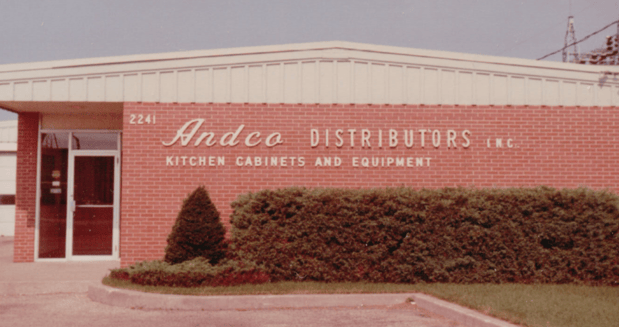 2241
Andco DISTRIBUTORS INC.
KITCHEN CABINETS AND EQUIPMENT